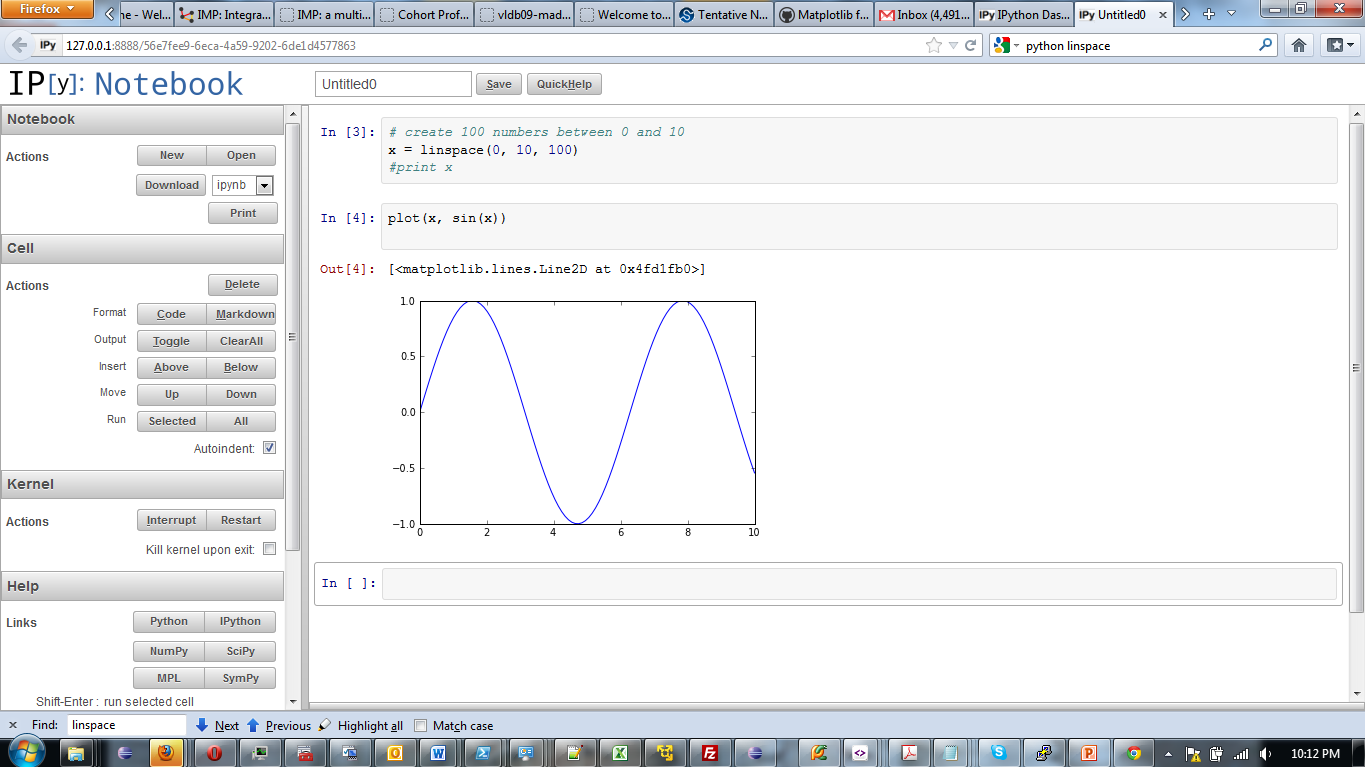 Firefox
ne - Wel...
IMP: Integra...
IMP: a multi...
Cohort Prof...
vldb09-mad...
Welcome to...
Tentative N...
Matplotlib f...
Inbox (4,491...
IPy IPython Das...
IPy Untitled0
IPy 127.0.0.1:8888/56e7fee9-6eca-4a59-9202-6de1d4577863
python linspace
IP[y]: Notebook
Untitled0
Save
QuickHelp
Notebook
Actions
New
Open
Download
ipynb
Print
Cell
Actions
Delete
Format
Code
Markdown
Output
Toggle
ClearAll
Insert
Above
Below
Move
Up
Down
Run
Selected
All
Autoindent:
Kernel
Actions
Interrupt
Restart
Kill kernel upon exit:
Help
Links
Python
IPython
NumPy
SciPy
MPL
SymPy
Shift-Enter : run selected cell
In [3]:
# create 100 numbers between 0 and 10
x = linspace(0, 10, 100)
#print x
In [4]:
plot(x, sin(x))
Out[4]:
[<matplotlib.lines.Line2D at 0x4fd1fb0>]
1.0
0.5
0.0
−0.5
−1.0
0
2
4
6
8
10
In [ ]:
Find:
linspace
Next
Previous
Highlight all
Match case
10:12 PM